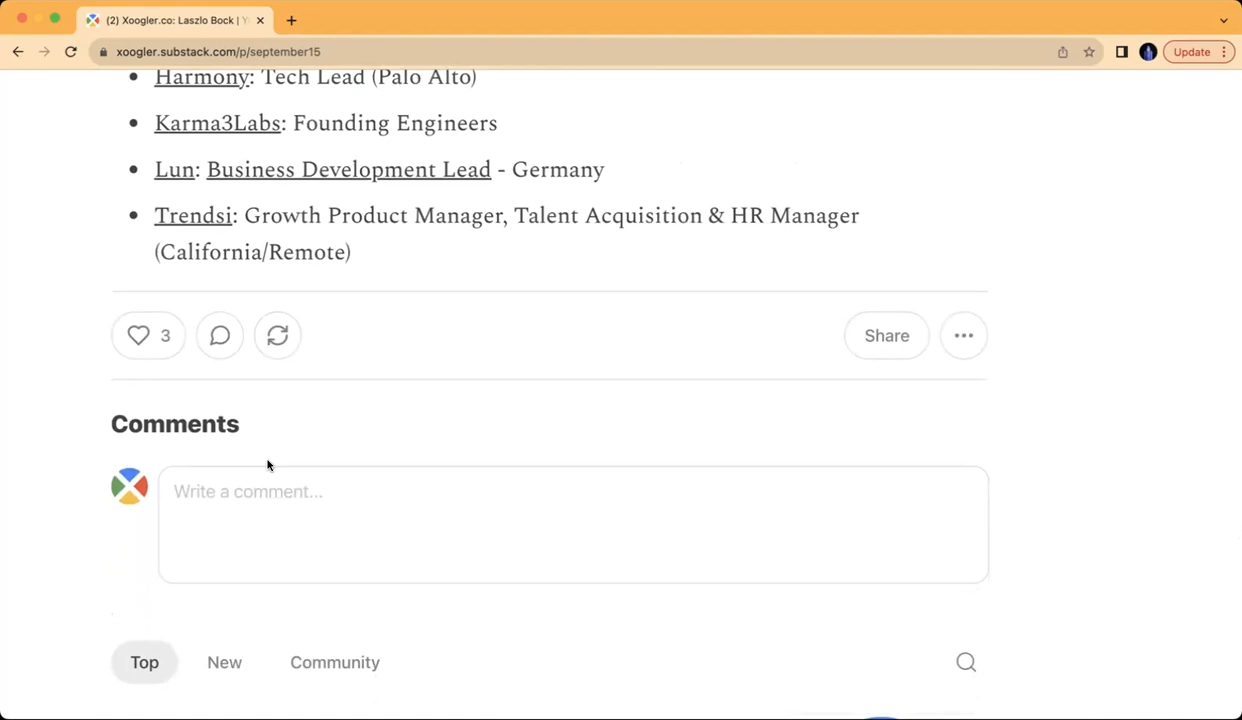 (2) Xoogler.co: Laszlo Bock |
xoogler.substack.com/p/september15
Update
Harmony: Tech Lead (Palo Alto)
Karma3Labs: Founding Engineers
Lun: Business Development Lead - Germany
Trendsi: Growth Product Manager, Talent Acquisition & HR Manager
(California/Remote)
3
Share
Comments
Write a comment...
Top New Community